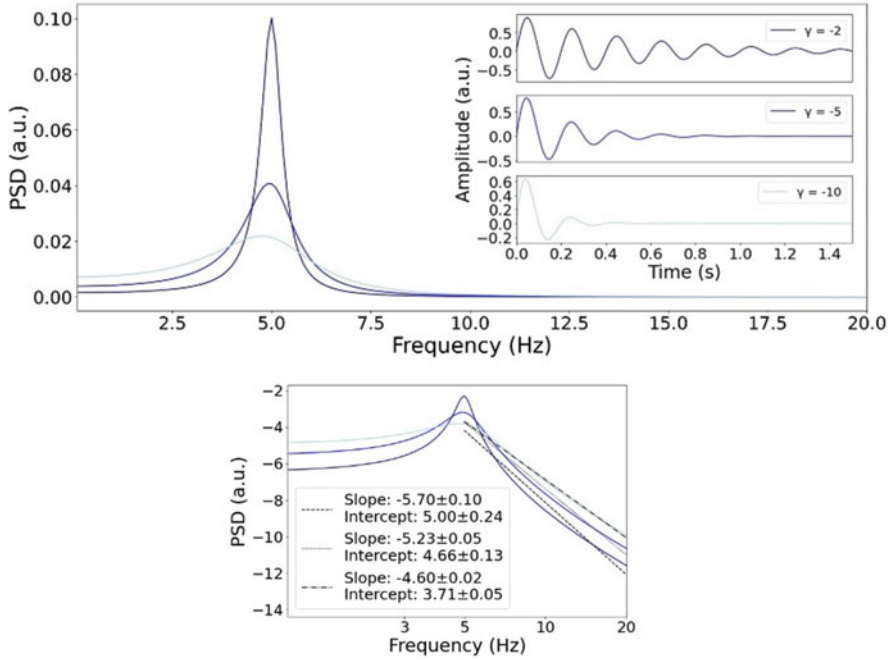 PSD (a.u.)
0.10
0.08
0.06
0.04
0.02
0.00
2.5 5.0 7.5 10.0 12.5 15.0 17.5 20.0
Frequency (Hz)
Amplitude (a.u.)
0.5
0.0
−0.5
γ = -2
0.5
0.0
−0.5
γ = -5
0.6
0.4
0.2
0.0
−0.2
γ = -10
0.0 0.2 0.4 0.6 0.8 1.0 1.2 1.4
Time (s)
PSD (a.u.)
−2
−4
−6
−8
−10
−12
−14
Slope: -5.70±0.10
Intercept: 5.00±0.24
Slope: -5.23±0.05
Intercept: 4.66±0.13
Slope: -4.60±0.02
Intercept: 3.71±0.05
3 5 10 20
Frequency (Hz)